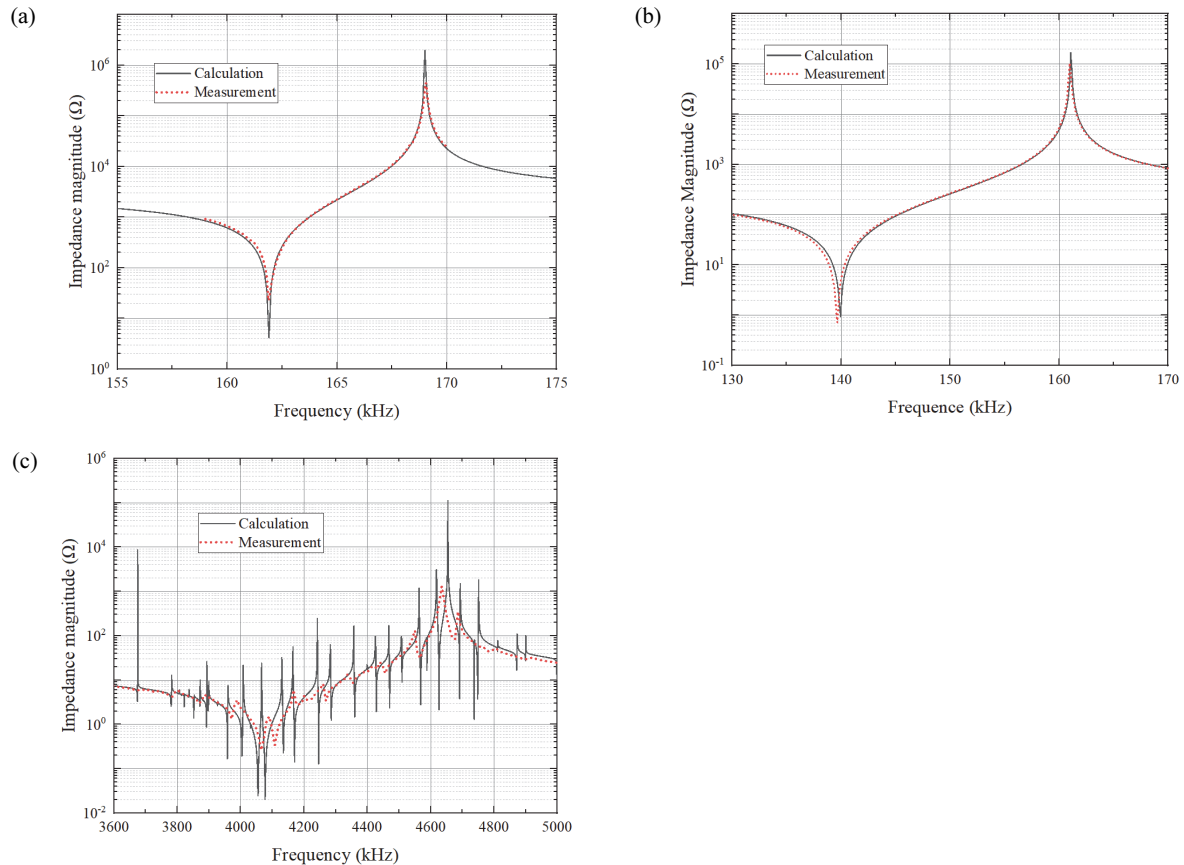 (a)
10^6
10^4
10^2
10^0
Impedance magnitude (Ω)
Calculation
Measurement
155 160 165 170 175
Frequency (kHz)
(b)
10^5
10^3
10^1
10^-1
Impedance Magnitude (Ω)
Calculation
Measurement
130 140 150 160 170
Frequence (kHz)
(c)
10^6
10^4
10^2
10^0
10^-2
Impedance magnitude (Ω)
Calculation
Measurement
3600 3800 4000 4200 4400 4600 4800 5000
Frequency (kHz)